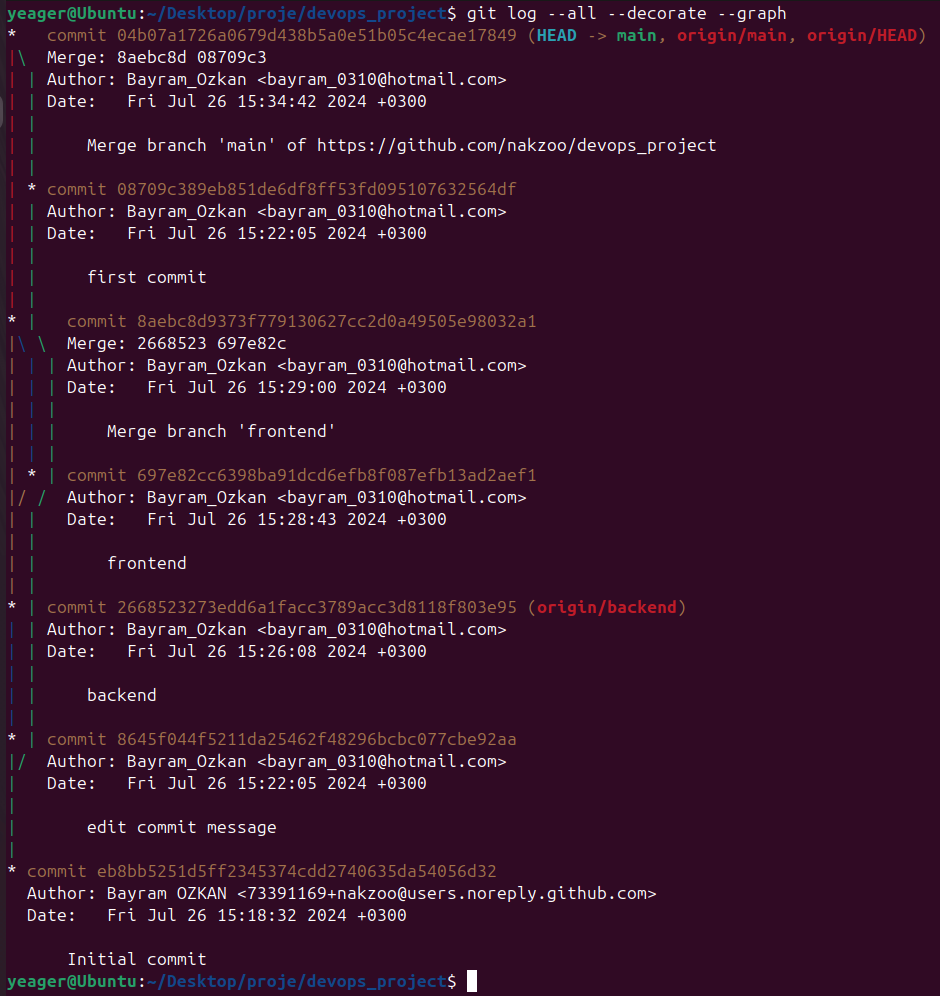 yeager@Ubuntu:~/Desktop/proje/devops_project$ git log --all --decorate --graph
*   commit 04b07a1726a0679d438b5a0e51b05c4ecae17849 (HEAD -> main, origin/main, origin/HEAD)
|\  Merge: 8aebc8d 08709c3
| | Author: Bayram_Ozkan <bayram_0310@hotmail.com>
| | Date:   Fri Jul 26 15:34:42 2024 +0300
| |
| |     Merge branch 'main' of https://github.com/nakzoo/devops_project
| |
| * commit 08709c389eb851de6df8ff53fd095107632564df
| | Author: Bayram_Ozkan <bayram_0310@hotmail.com>
| | Date:   Fri Jul 26 15:22:05 2024 +0300
| |
| |     first commit
| |
* |   commit 8aebc8d9373f779130627cc2d0a49505e98032a1
|\ \  Merge: 2668523 697e82c
| | | Author: Bayram_Ozkan <bayram_0310@hotmail.com>
| | | Date:   Fri Jul 26 15:29:00 2024 +0300
| | |
| | |     Merge branch 'frontend'
| | |
| * | commit 697e82cc6398ba91dcd6efb8f087efb13ad2aef1
|/ /  Author: Bayram_Ozkan <bayram_0310@hotmail.com>
| |   Date:   Fri Jul 26 15:28:43 2024 +0300
| |
| |       frontend
| |
* | commit 2668523273edd6a1facc3789acc3d8118f803e95 (origin/backend)
| | Author: Bayram_Ozkan <bayram_0310@hotmail.com>
| | Date:   Fri Jul 26 15:26:08 2024 +0300
| |
| |     backend
| |
* | commit 8645f044f5211da25462f48296bcbc077cbe92aa
|/  Author: Bayram_Ozkan <bayram_0310@hotmail.com>
|   Date:   Fri Jul 26 15:22:05 2024 +0300
|
|       edit commit message
|
* commit eb8bb5251d5ff2345374cdd2740635da54056d32
  Author: Bayram OZKAN <73391169+nakzoo@users.noreply.github.com>
  Date:   Fri Jul 26 15:18:32 2024 +0300

      Initial commit
yeager@Ubuntu:~/Desktop/proje/devops_project$